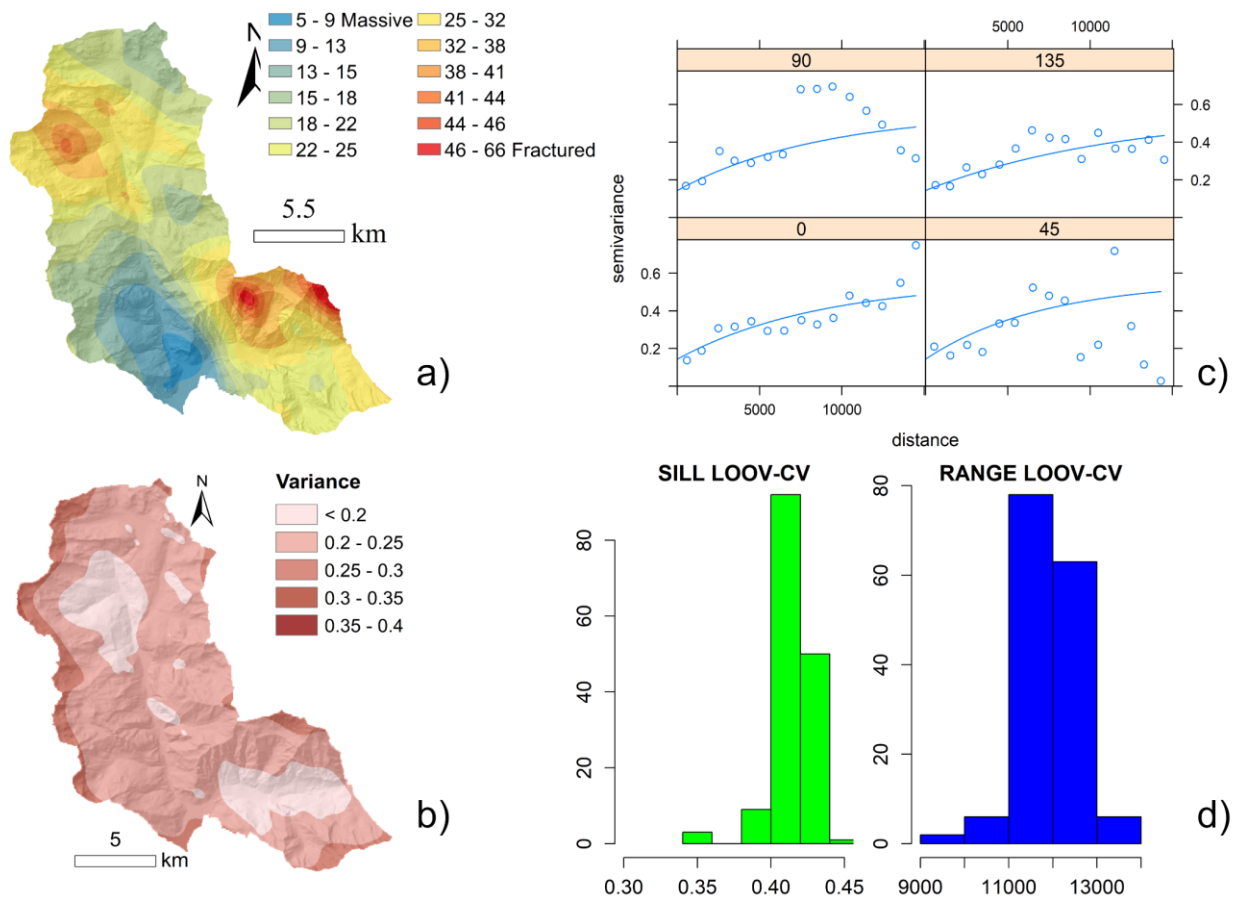 N
5 - 9 Massive
9 - 13
13 - 15
15 - 18
18 - 22
22 - 25
25 - 32
32 - 38
38 - 41
41 - 44
44 - 46
46 - 66 Fractured
5.5
km
a)
5000 10000
90 135
0.6
0.4
0.2
0 45
0.6
0.4
0.2
5000 10000
semivariance
distance
c)
N
Variance
< 0.2
0.2 - 0.25
0.25 - 0.3
0.3 - 0.35
0.35 - 0.4
5
km
b)
SILL LOOV-CV
0 20 40 60 80
0.30 0.35 0.40 0.45
RANGE LOOV-CV
0 20 40 60 80
9000 11000 13000
d)